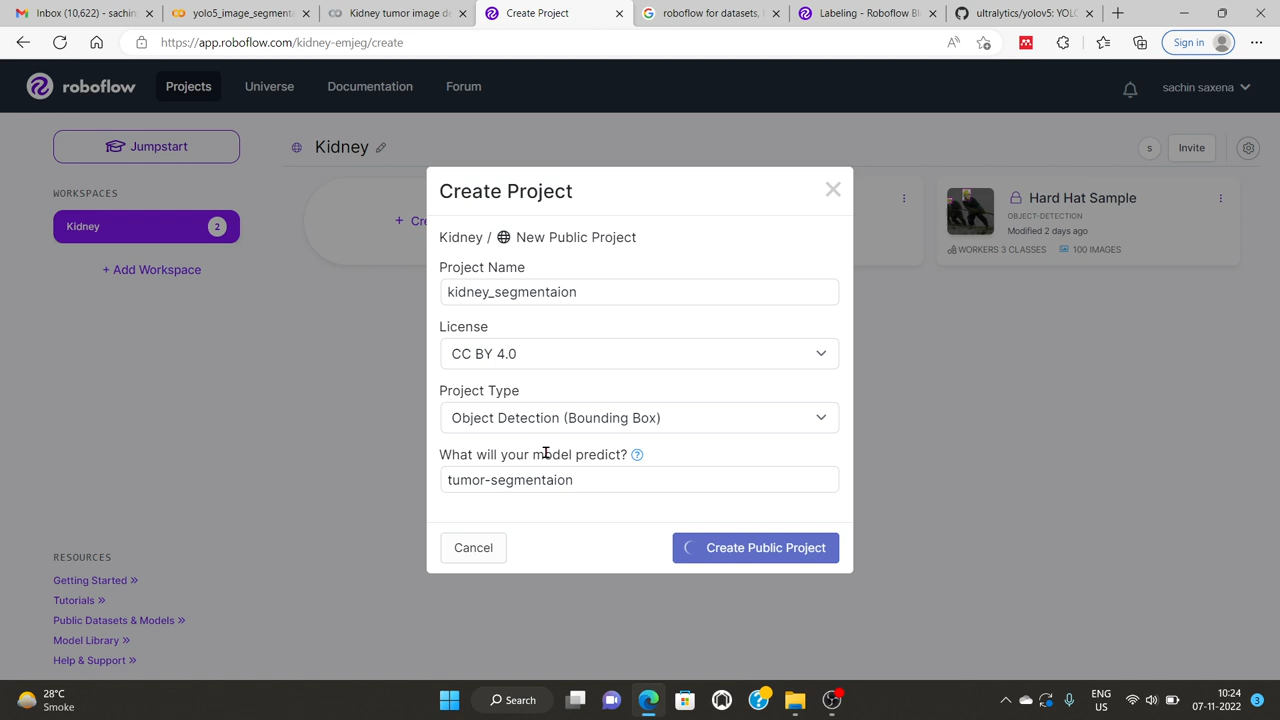 Inbox (10,622) - sachin
yolo5_image_segmenta
Kidney tumor image d
Create Project
roboflow for datasets,
Labeling - Roboflow Bl
ultralytics/yolov5: YOLO
https://app.roboflow.com/kidney-emjeg/create
Sign in
roboflow
Projects
Universe
Documentation
Forum
sachin saxena
Jumpstart
Kidney
s
Invite
WORKSPACES
Kidney 2
+ Add Workspace
+ Cre
Hard Hat Sample
OBJECT-DETECTION
Modified 2 days ago
WORKERS 3 CLASSES
100 IMAGES
Create Project
Kidney / New Public Project
Project Name
kidney_segmentaion
License
CC BY 4.0
Project Type
Object Detection (Bounding Box)
What will your model predict?
tumor-segmentaion
Cancel
Create Public Project
RESOURCES
Getting Started »
Tutorials »
Public Datasets & Models »
Model Library »
Help & Support »
28°C
Smoke
Search
ENG
US
10:24
07-11-2022
3